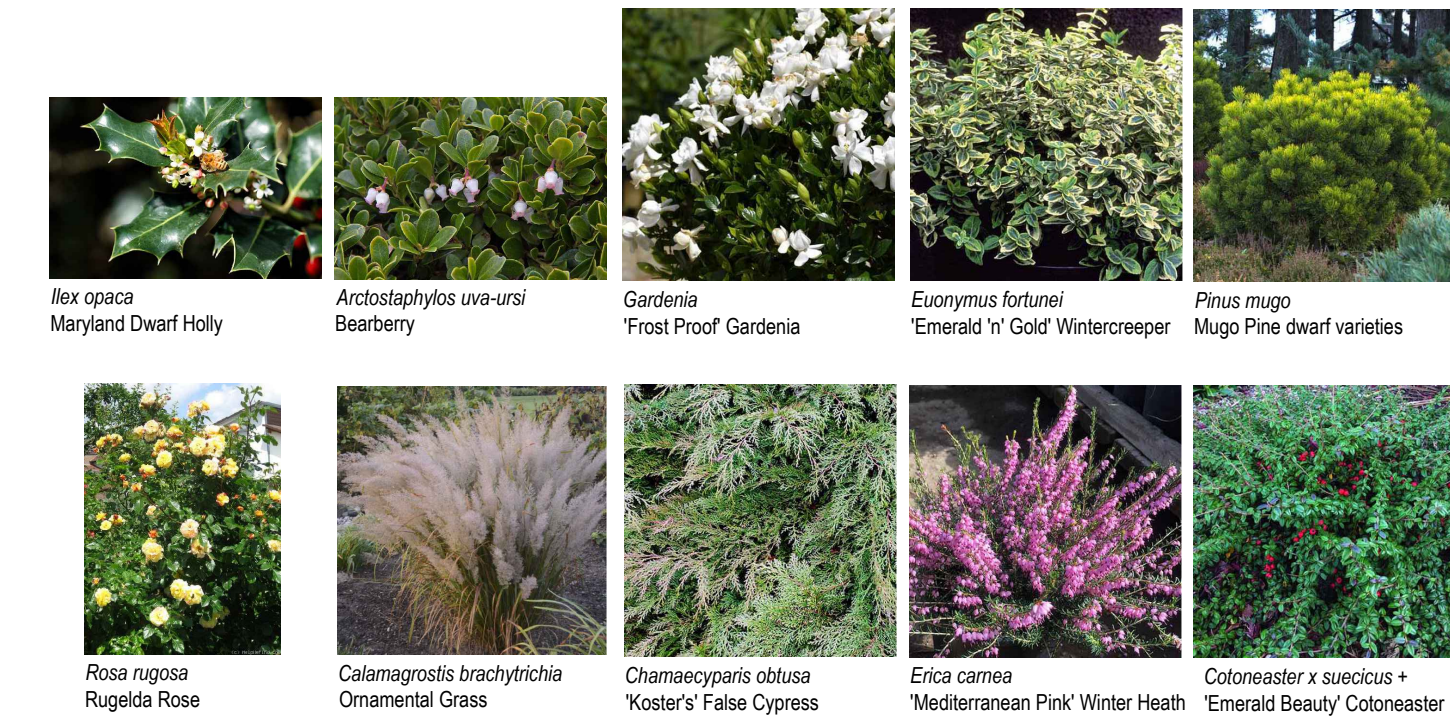 Ilex opaca
Maryland Dwarf Holly
Arctostaphylos uva-ursi
Bearberry
Gardenia
'Frost Proof' Gardenia
Euonymus fortunei
'Emerald 'n' Gold' Wintercreeper
Pinus mugo
Mugo Pine dwarf varieties
Rosa rugosa
Rugelda Rose
Calamagrostis brachytrichia
Ornamental Grass
Chamaecyparis obtusa
'Koster's' False Cypress
Erica carnea
'Mediterranean Pink' Winter Heath
Cotoneaster x suecicus +
'Emerald Beauty' Cotoneaster